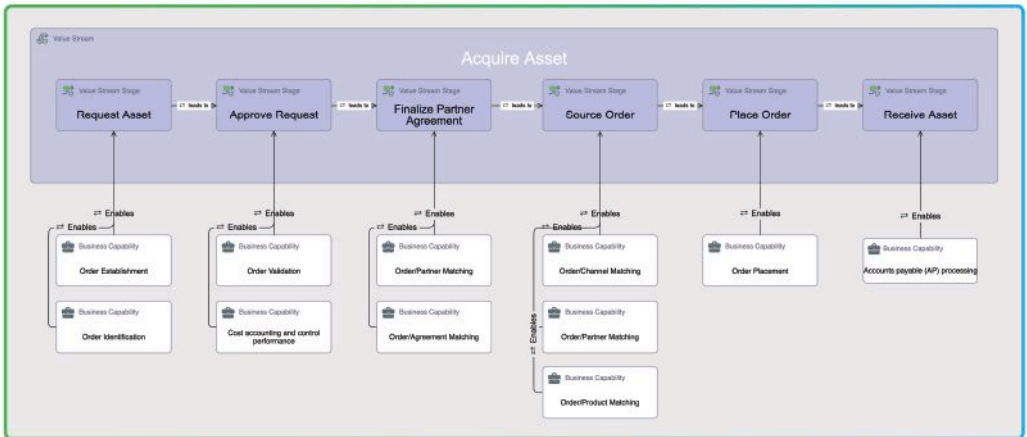 Value Stream
Acquire Asset
Value Stream Stage
Request Asset
leads to
Value Stream Stage
Approve Request
leads to
Value Stream Stage
Finalize Partner
Agreement
leads to
Value Stream Stage
Source Order
leads to
Value Stream Stage
Place Order
leads to
Value Stream Stage
Receive Asset
Enables
Enables
Business Capability
Order Establishment
Business Capability
Order Identification
Enables
Enables
Business Capability
Order Validation
Business Capability
Cost accounting and control
performance
Enables
Enables
Business Capability
Order/Partner Matching
Business Capability
Order/Agreement Matching
Enables
Enables
Business Capability
Order/Channel Matching
Enables
Business Capability
Order/Partner Matching
Business Capability
Order/Product Matching
Enables
Business Capability
Order Placement
Enables
Business Capability
Accounts payable (AP) processing